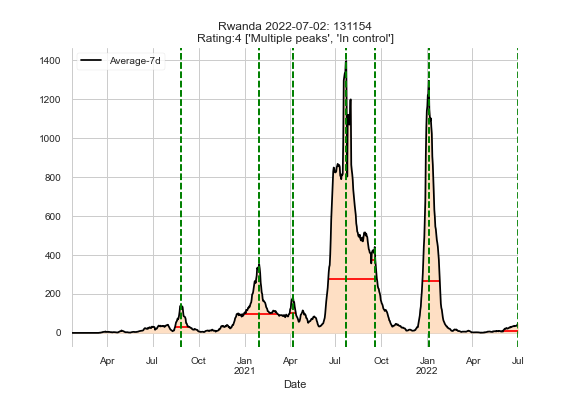 Rwanda 2022-07-02: 131154
Rating:4 ['Multiple peaks', 'In control']
Average-7d
1400
1200
1000
800
600
400
200
0
Apr Jul Oct Jan Apr Jul Oct Jan Apr Jul
2021 2022
Date